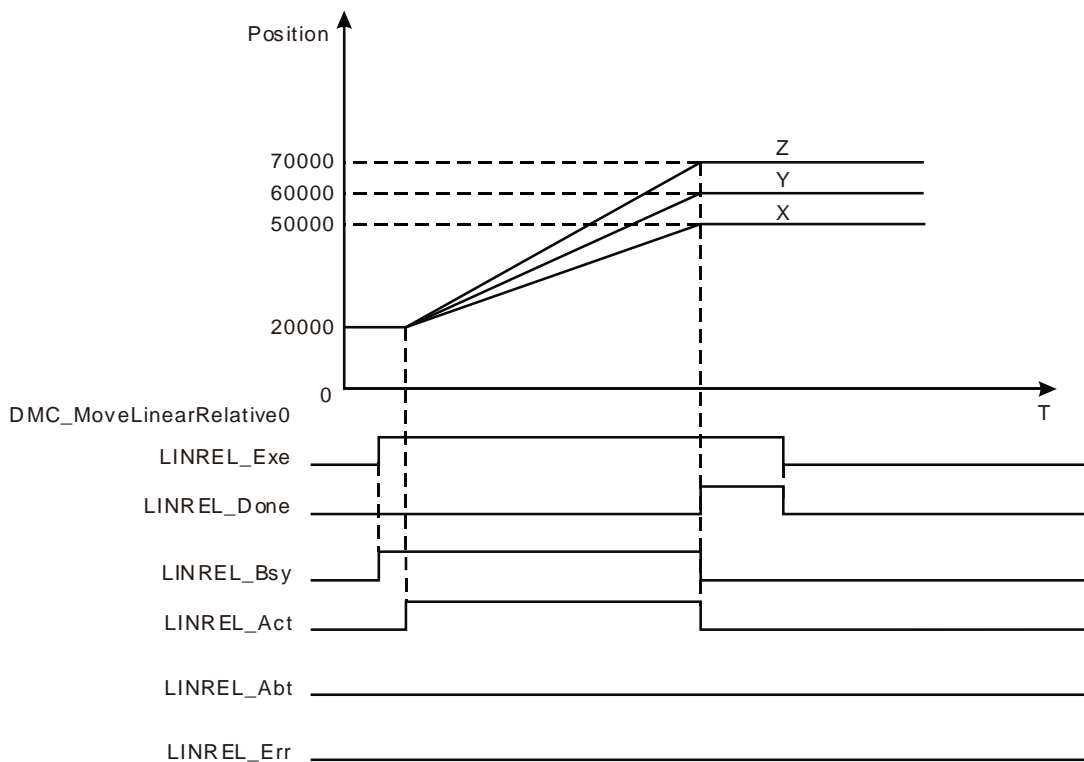 Position
Z
70000
Y
60000
X
50000
20000
0
T
DMC_MoveLinearRelative0
LINREL_Exe
LINREL_Done
LINREL_Bsy
LINREL_Act
LINREL_Abt
LINREL_Err